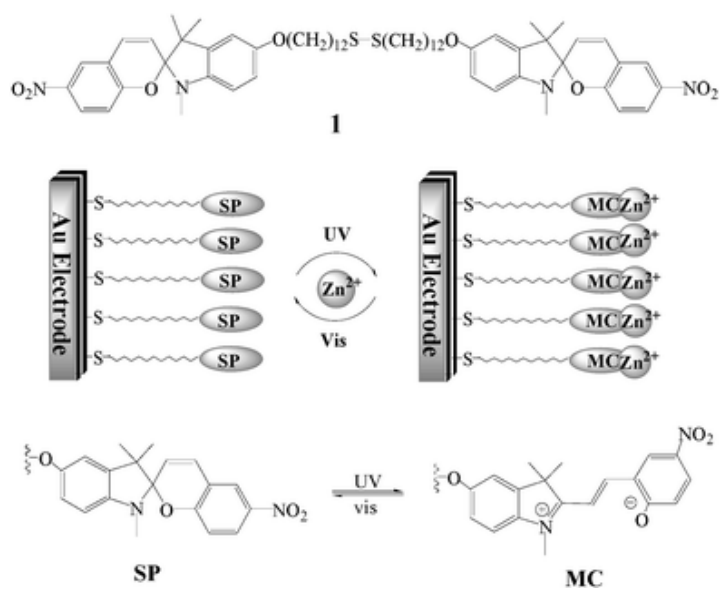 O(CH2)12S-S(CH2)12O
O2N O N N O NO2
1
Au Electrode
S SP
S SP
S SP
S SP
S SP
UV
Zn2+
Vis
Au Electrode
S MC Zn2+
S MC Zn2+
S MC Zn2+
S MC Zn2+
S MC Zn2+
O N O NO2
SP
UV
vis
O N ⊕ NO2 ⊖ O
MC